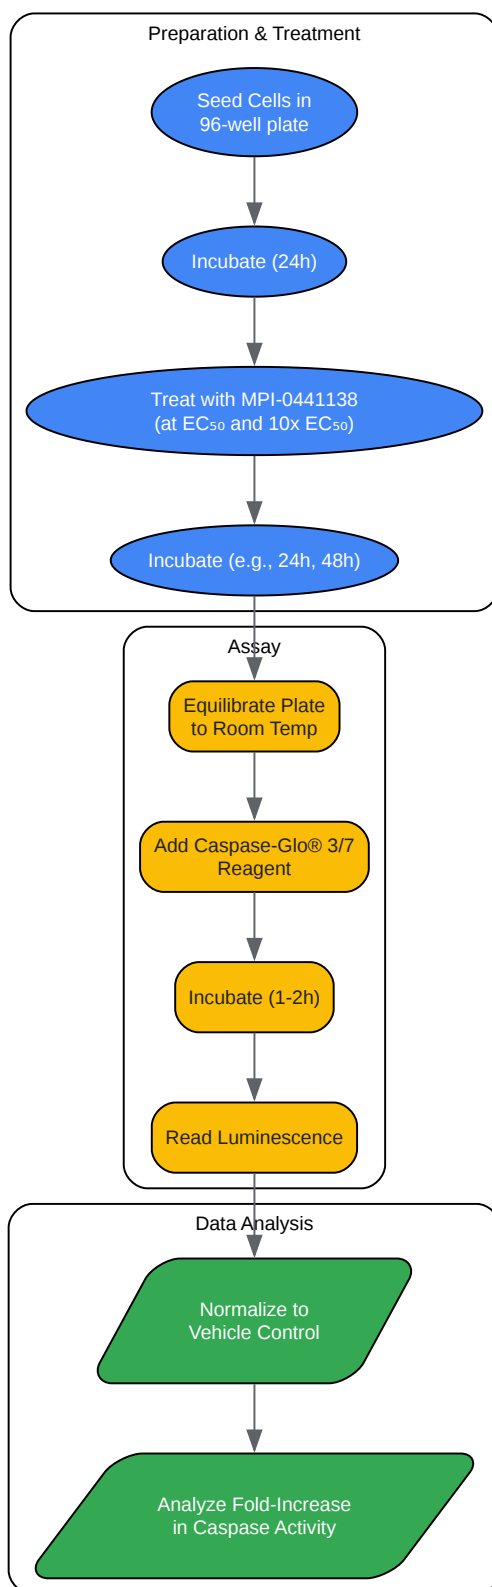 Preparation & Treatment
Seed Cells in
96-well plate
Incubate (24h)
Treat with MPI-0441138
(at EC₅₀ and 10x EC₅₀)
Incubate (e.g., 24h, 48h)
Assay
Equilibrate Plate
to Room Temp
Add Caspase-Glo® 3/7
Reagent
Incubate (1-2h)
Read Luminescence
Data Analysis
Normalize to
Vehicle Control
Analyze Fold-Increase
in Caspase Activity